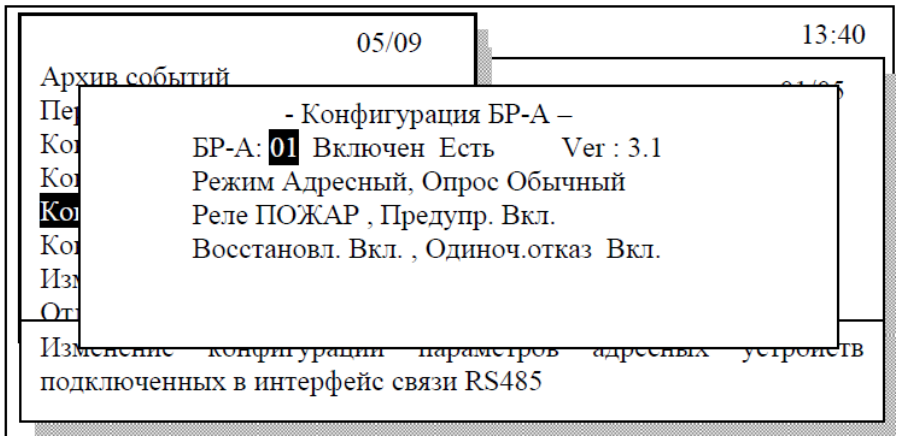 13:40
05/09
Архив событий
- Конфигурация БР-А –
БР-А: 01 Включен Есть Ver : 3.1
Режим Адресный, Опрос Обычный
Реле ПОЖАР , Предупр. Вкл.
Восстановл. Вкл. , Одиноч.отказ Вкл.
Изменение конфигурации параметров адресных устройств
подключенных в интерфейс связи RS485